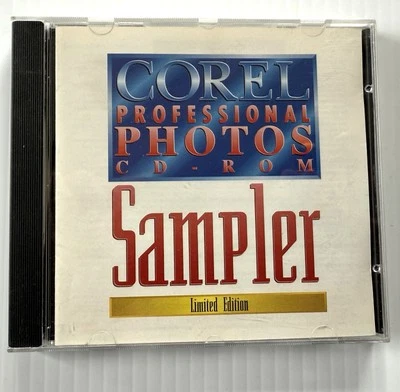 COREL
PROFESSIONAL
PHOTOS
CD-ROM
Sampler
Limited Edition